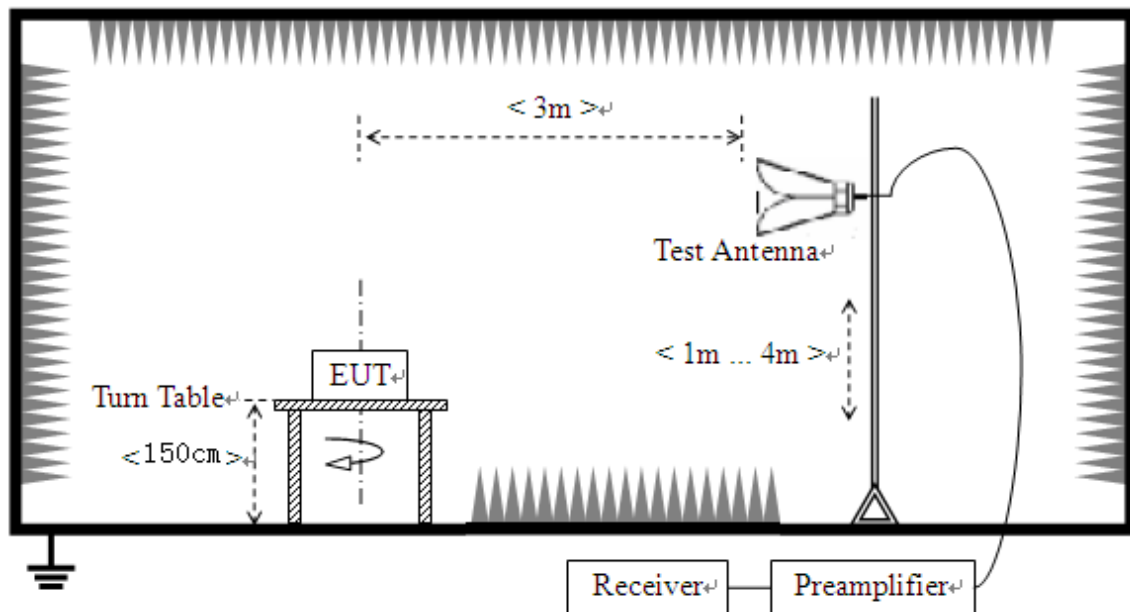 < 3m >↵
Test Antenna↵
< 1m ... 4m >↵
EUT↵
Turn Table↵
<150cm >↵
Receiver↵
Preamplifier↵